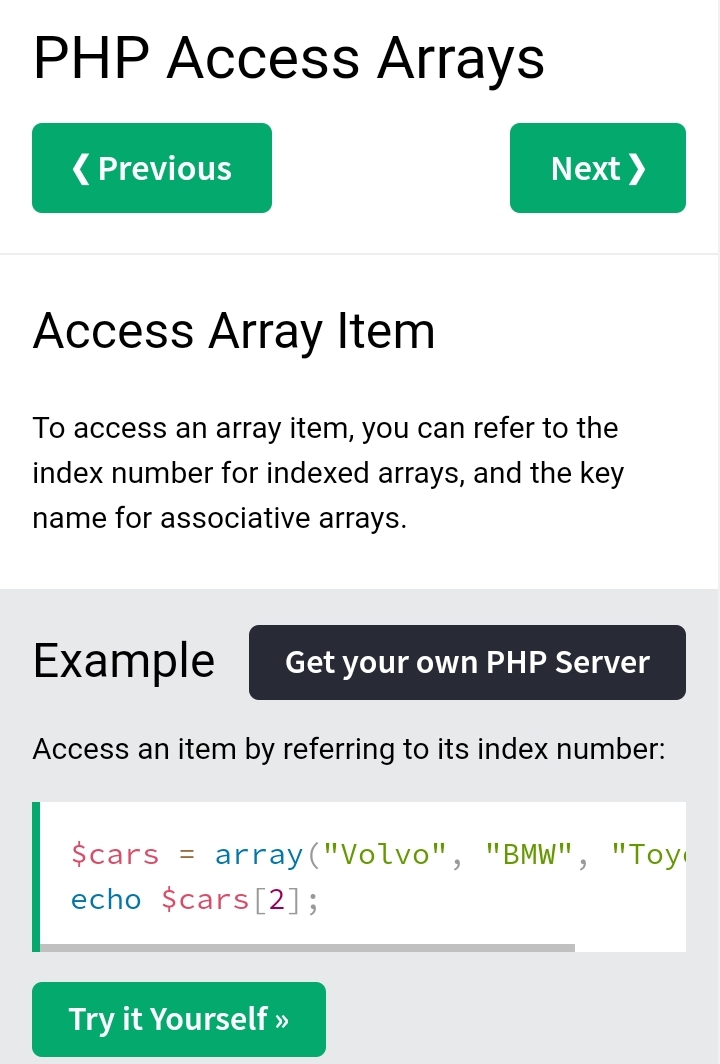 PHP Access Arrays
❮ Previous
Next ❯
Access Array Item
To access an array item, you can refer to the
index number for indexed arrays, and the key
name for associative arrays.
Example
Get your own PHP Server
Access an item by referring to its index number:
$cars = array("Volvo", "BMW", "Toy
echo $cars[2];
Try it Yourself »